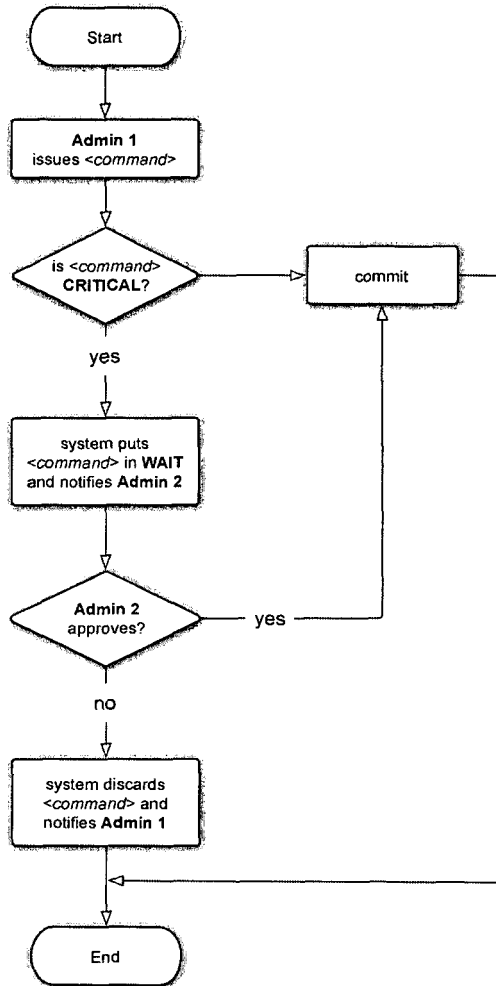 Start
Admin 1
issues <command>
is <command>
CRITICAL?
commit
yes
system puts
<command> in WAIT
and notifies Admin 2
Admin 2
approves?
yes
no
system discards
<command> and
notifies Admin 1
End